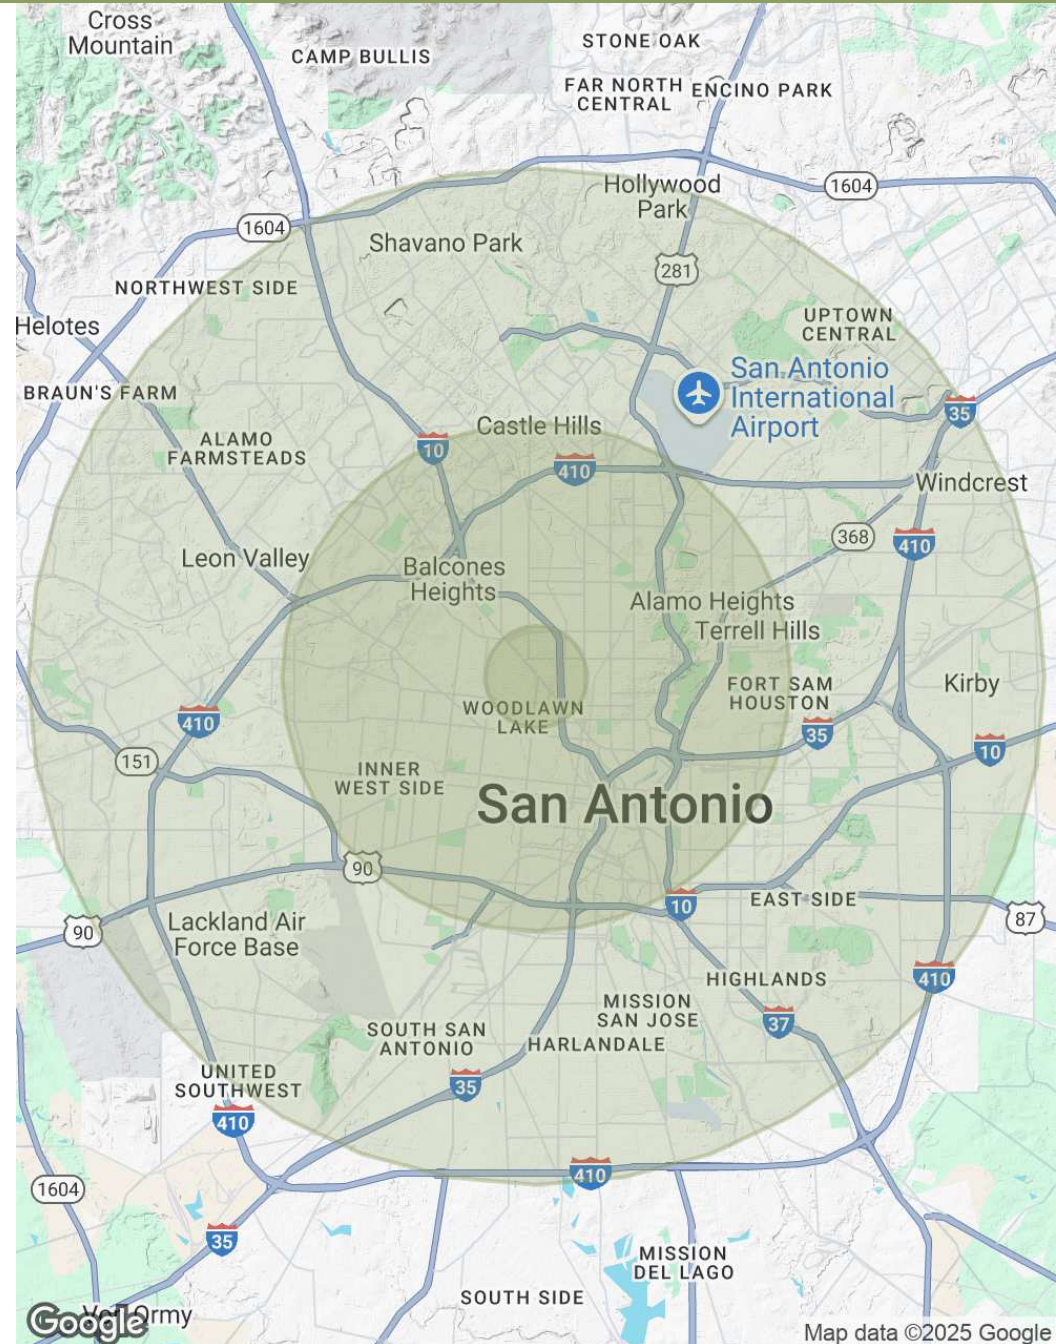 Cross
Mountain
CAMP BULLIS
STONE OAK
FAR NORTH
CENTRAL
ENCINO PARK
1604
Hollywood
Park
1604
Shavano Park
281
NORTHWEST SIDE
Helotes
UPTOWN
CENTRAL
San Antonio
International
Airport
BRAUN'S FARM
35
Castle Hills
ALAMO
FARMSTEADS
10
410
Windcrest
368
410
Leon Valley
Balcones
Heights
Alamo Heights
Terrell Hills
FORT SAM
HOUSTON
Kirby
WOODLAWN
LAKE
410
35
10
151
INNER
WEST SIDE
San Antonio
90
EAST SIDE
10
87
90
Lackland Air
Force Base
HIGHLANDS
410
MISSION
SAN JOSE
37
SOUTH SAN
ANTONIO
HARLANDALE
UNITED
SOUTHWEST
35
410
410
1604
35
MISSION
DEL LAGO
SOUTH SIDE
Von Ormy
Google
Map data ©2025 Google